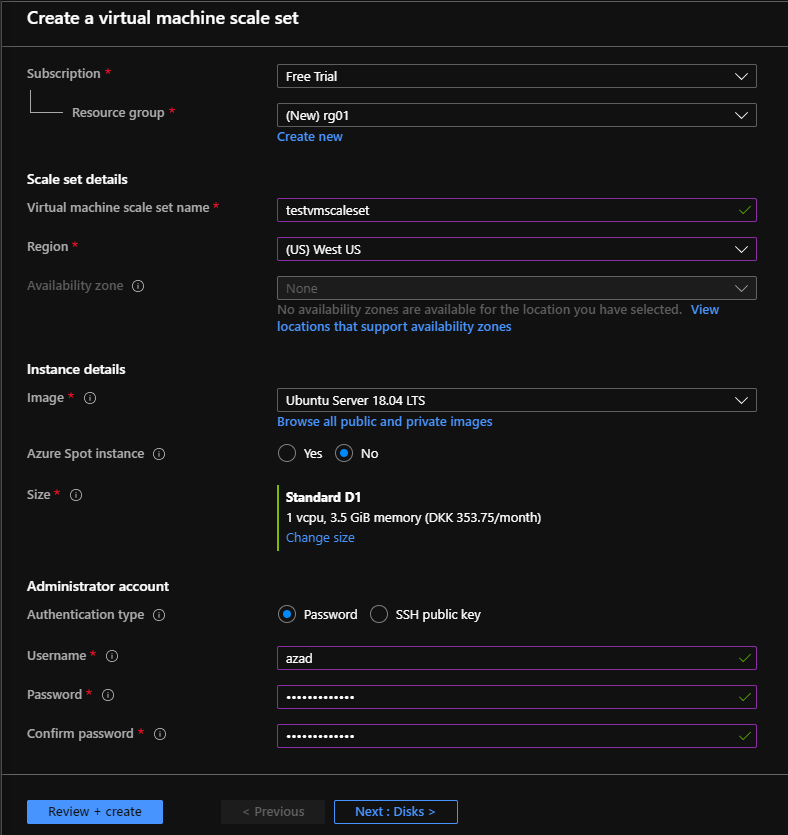 Create a virtual machine scale set
Subscription *
Free Trial
Resource group *
(New) rg01
Create new
Scale set details
Virtual machine scale set name *
testvmscaleset
Region *
(US) West US
Availability zone
None
No availability zones are available for the location you have selected. View
locations that support availability zones
Instance details
Image *
Ubuntu Server 18.04 LTS
Browse all public and private images
Azure Spot instance
Yes No
Size *
Standard D1
1 vcpu, 3.5 GiB memory (DKK 353.75/month)
Change size
Administrator account
Authentication type
Password SSH public key
Username *
azad
Password *
•••••••••••••
Confirm password *
•••••••••••••
Review + create < Previous Next : Disks >